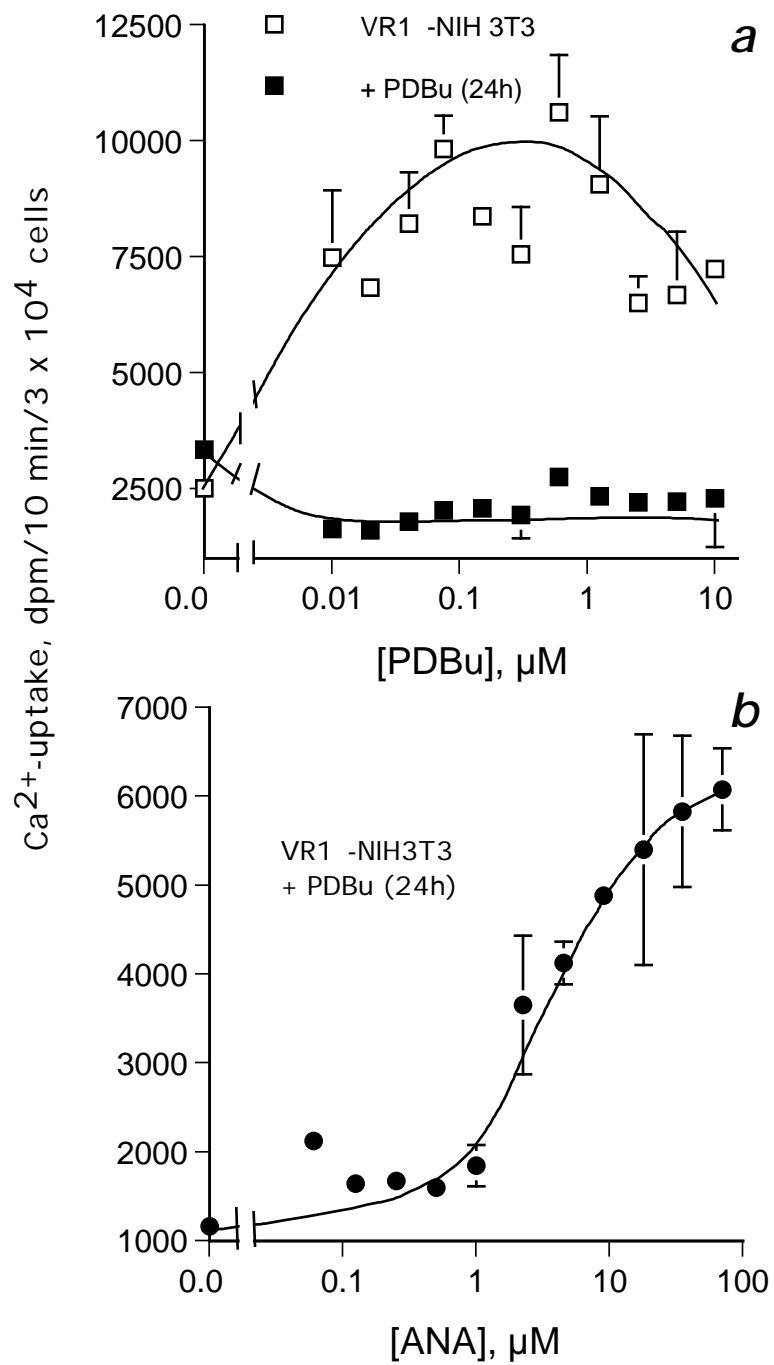 a
VR1 -NIH 3T3
+ PDBu (24h)
12500
10000
7500
5000
2500
0.0 0.01 0.1 1 10
[PDBu], µM
Ca2+-uptake, dpm/10 min/3 x 10^4 cells
b
VR1 -NIH3T3
+ PDBu (24h)
7000
6000
5000
4000
3000
2000
1000
0.0 0.1 1 10 100
[ANA], µM